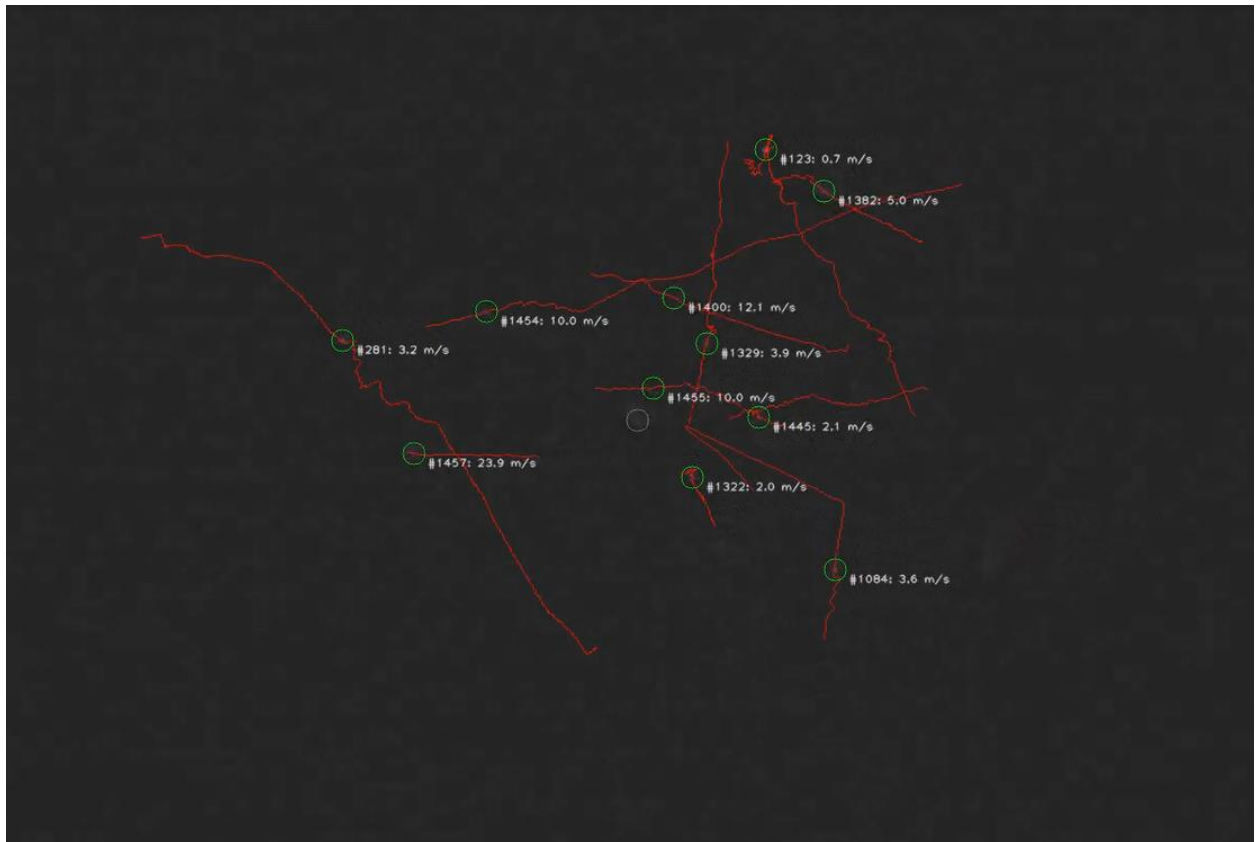 #123: 0.7 m/s
#1382: 5.0 m/s
#1400: 12.1 m/s
#1454: 10.0 m/s
#281: 3.2 m/s
#1329: 3.9 m/s
#1455: 10.0 m/s
#1445: 2.1 m/s
#1457: 23.9 m/s
#1322: 2.0 m/s
#1084: 3.6 m/s